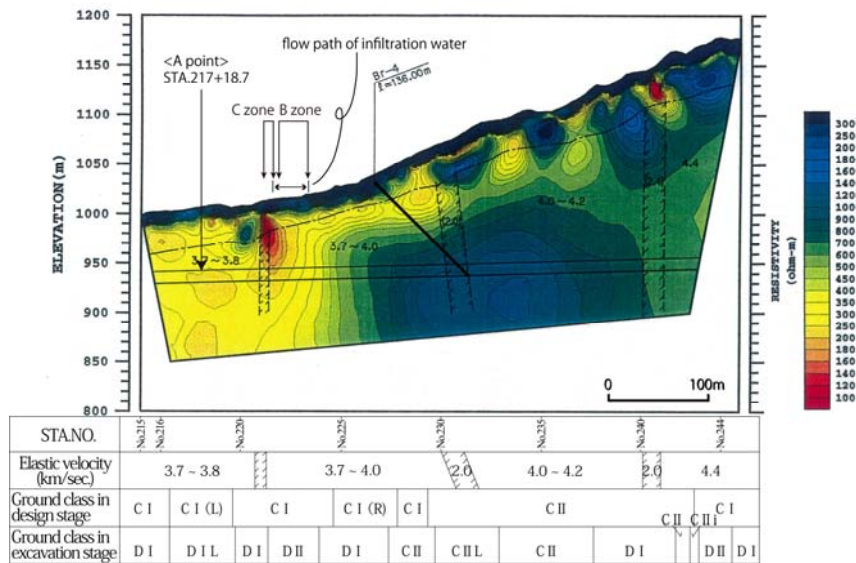 1200
1150
1100
1050
1000
950
900
850
800
ELEVATION(m)
flow path of infiltration water
<A point>
STA.217+18.7
C zone B zone
Br-4
ℓ=136.00m
3.7~3.8
3.7~4.0
2.0
4.0~4.2
2.0
4.4
0 100m
RESISTIVITY
(ohm-m)
300
200
180
160
140
120
900
800
700
600
500
450
400
350
300
250
200
180
160
140
120
100
STA.NO.
No.215
No.216
No.220
No.225
No.230
No.235
No.240
No.244
Elastic velocity
(km/sec.)
3.7 ~ 3.8
3.7 ~ 4.0
2.0
4.0 ~ 4.2
2.0
4.4
Ground class in
design stage
C I
C I (L)
C I
C I (R)
C I
C II
C I
C II
C II i
Ground class in
excavation stage
D I
D I L
D I
D II
D I
C II
C II L
C II
D I
D II
D I